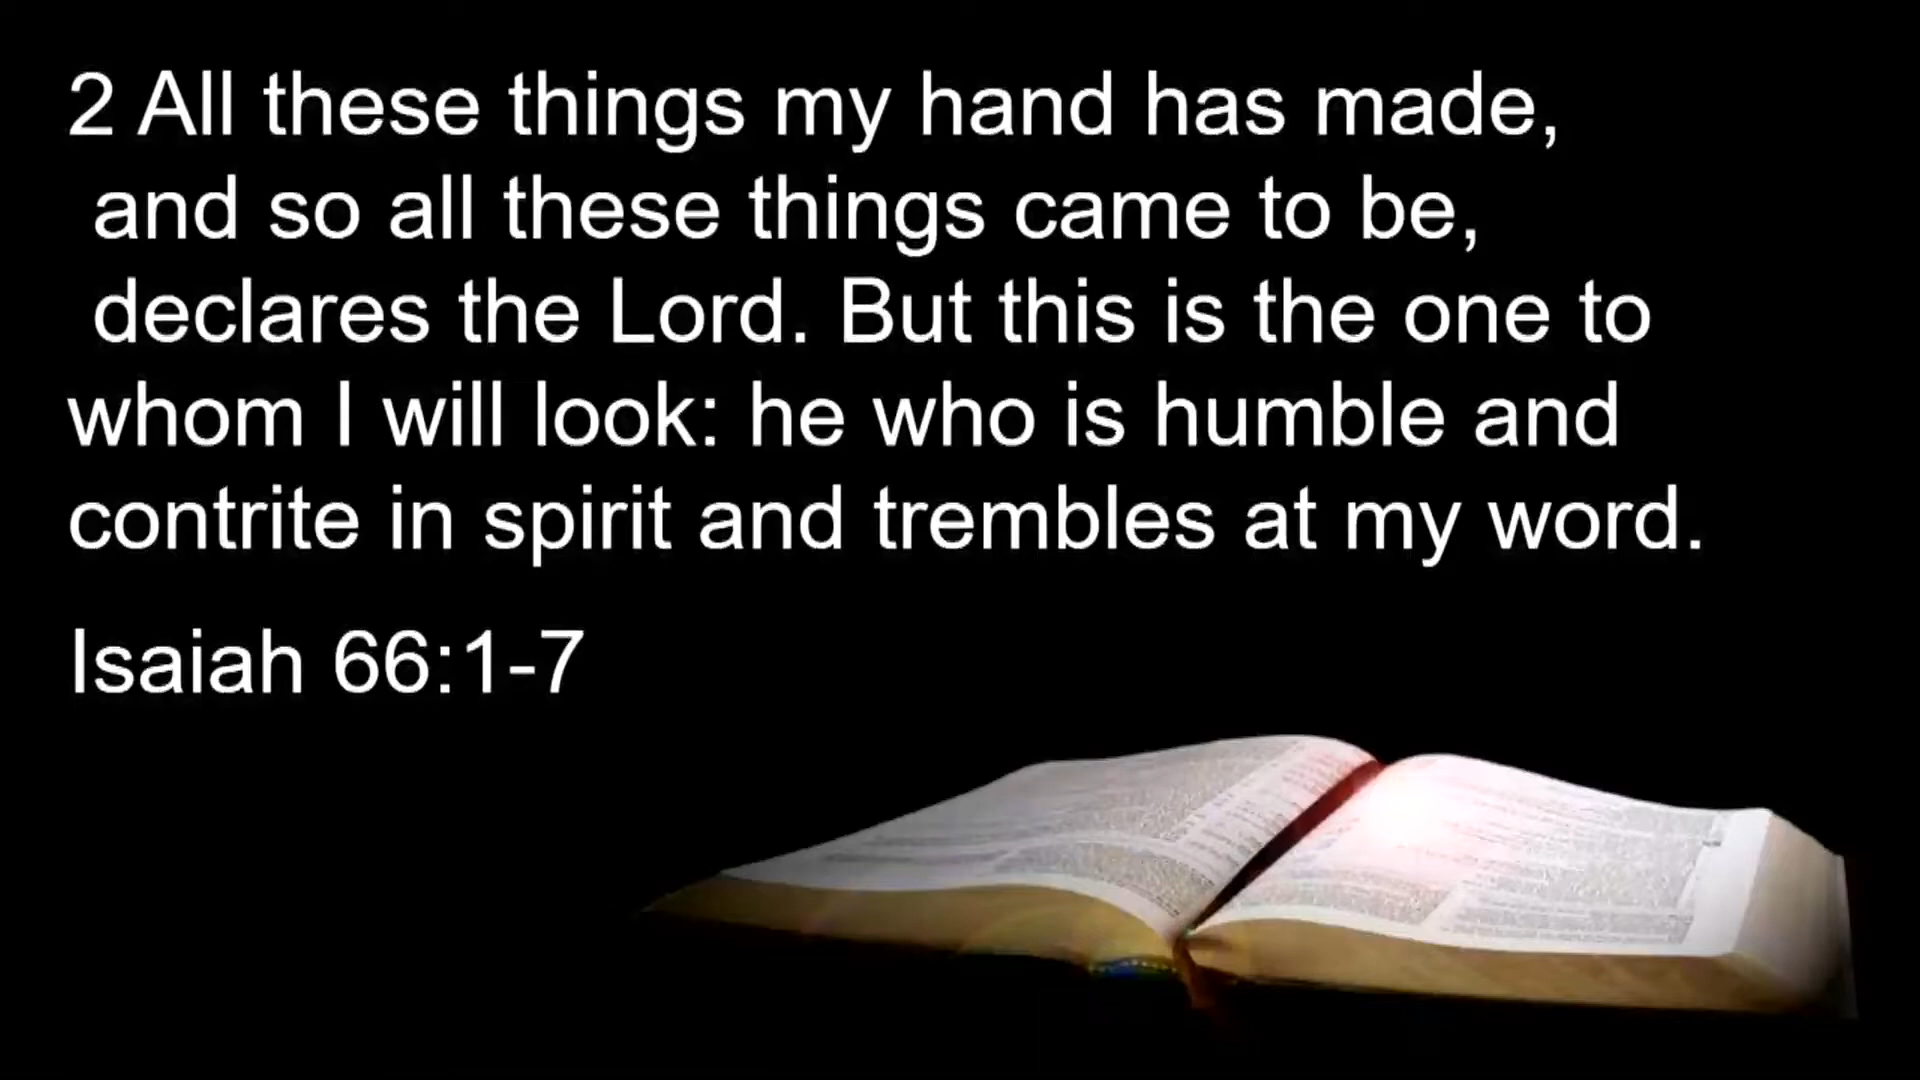 2 All these things my hand has made,
and so all these things came to be,
declares the Lord. But this is the one to
whom I will look: he who is humble and
contrite in spirit and trembles at my word.
Isaiah 66:1-7